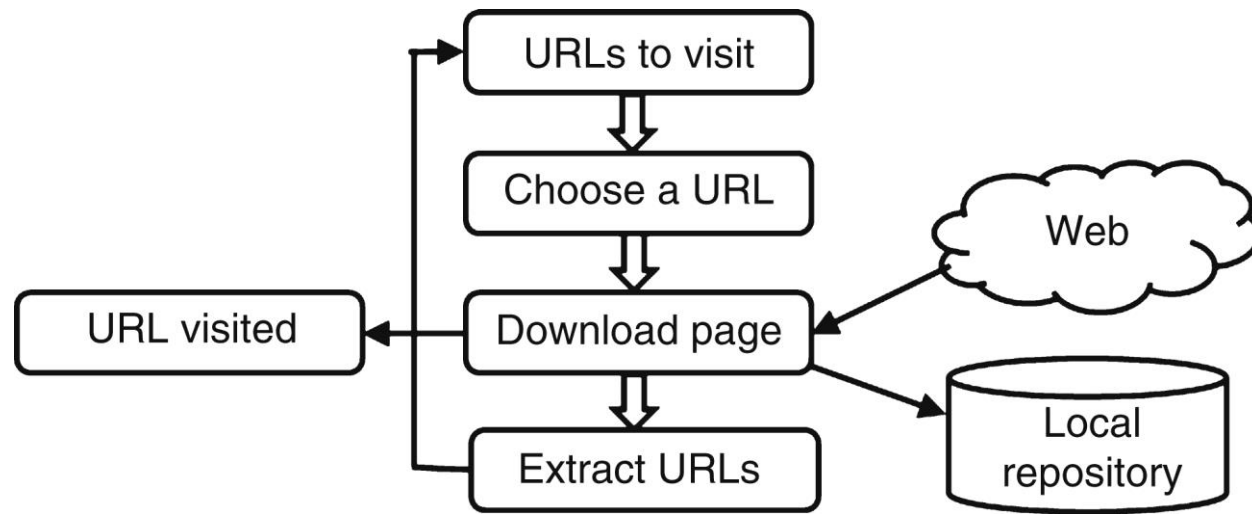 URLs to visit
Choose a URL
Web
URL visited
Download page
Local
repository
Extract URLs